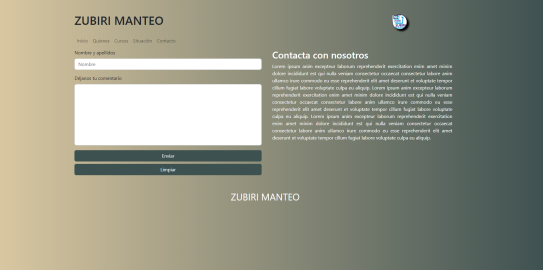 ZUBIRI MANTEO
Inicio Quienes Cursos Situación Contacto
Nombre y apellidos
Nombre
Déjanos tu comentario
Enviar
Limpiar
Contacta con nosotros
Lorem ipsum anim excepteur laborum reprehenderit exercitation enim amet minim
dolore incididunt est qui nulla veniam consectetur occaecat consectetur labore anim
ullamco irure commodo eu esse reprehenderit elit amet deserunt et voluptate tempor
cillum fugiat labore voluptate culpa eu aliquip. Lorem ipsum anim excepteur laborum
reprehenderit exercitation enim amet minim dolore incididunt est qui nulla veniam
consectetur occaecat consectetur labore anim ullamco irure commodo eu esse
reprehenderit elit amet deserunt et voluptate tempor cillum fugiat labore voluptate
culpa eu aliquip. Lorem ipsum anim excepteur laborum reprehenderit exercitation
enim amet minim dolore incididunt est qui nulla veniam consectetur occaecat
consectetur labore anim ullamco irure commodo eu esse reprehenderit elit amet
deserunt et voluptate tempor cillum fugiat labore voluptate culpa eu aliquip.
ZUBIRI MANTEO